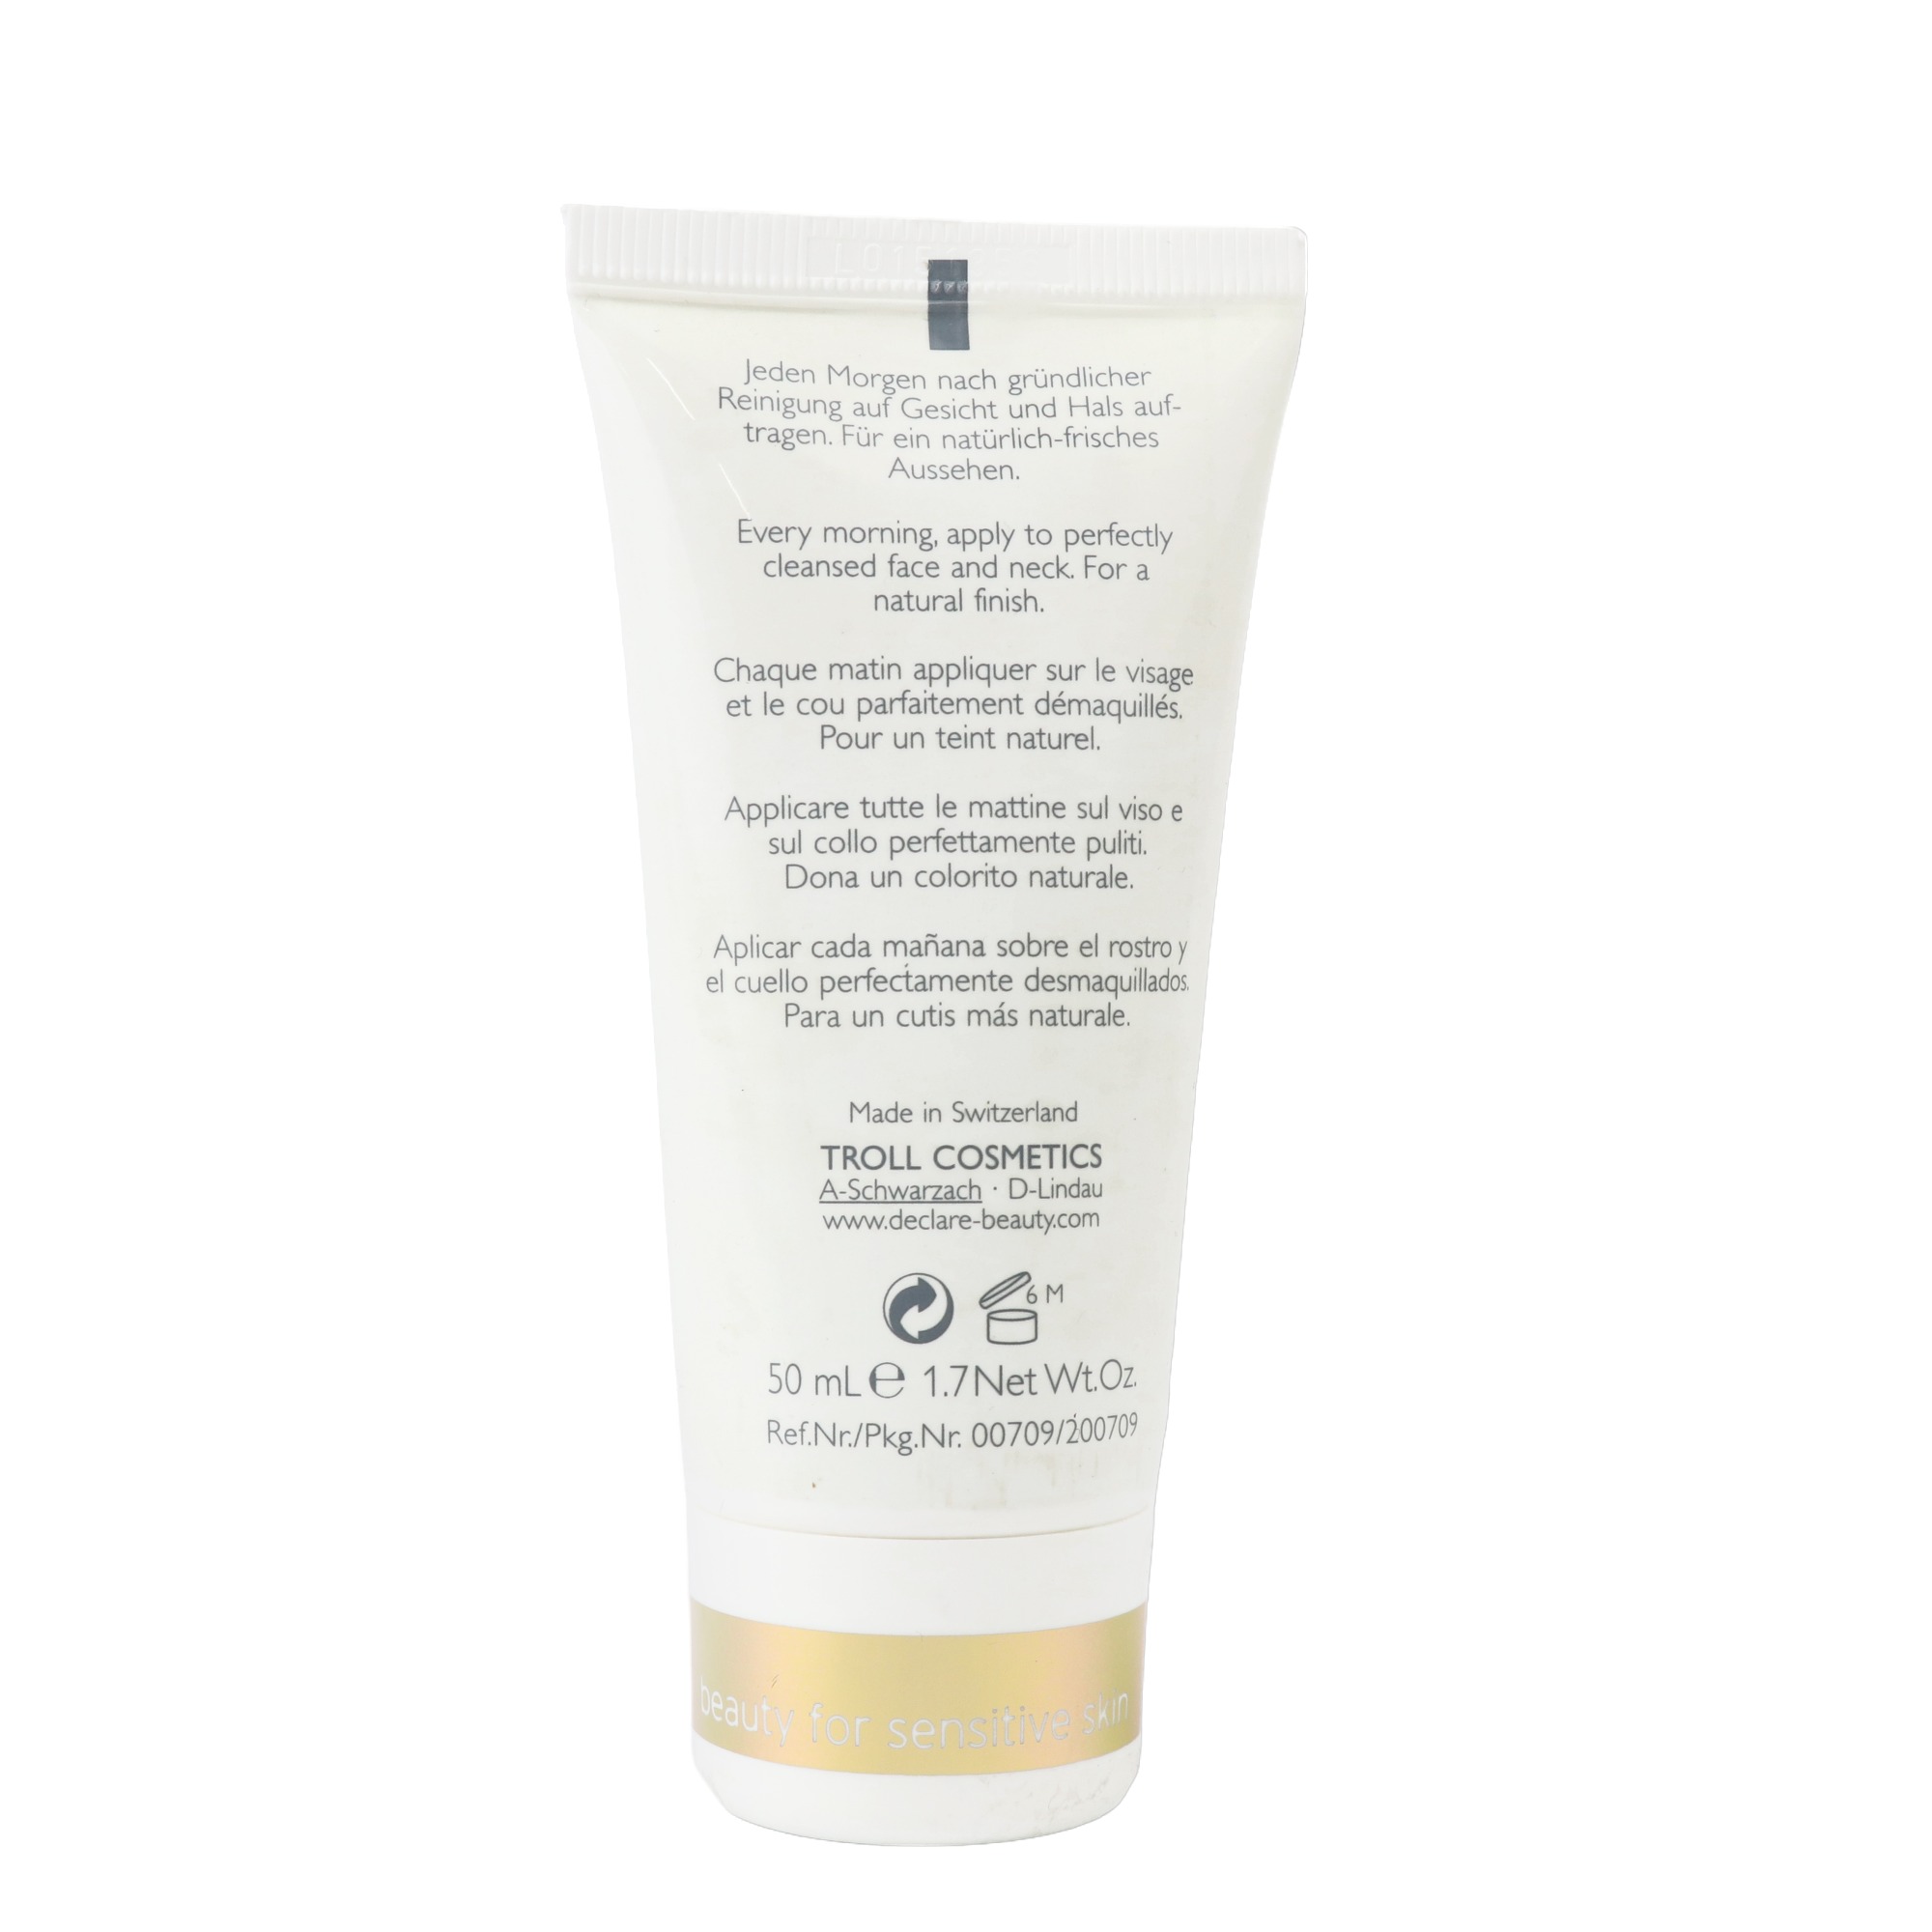 Jeden Morgen nach gründlicher
Reinigung auf Gesicht und Hals auf-
tragen. Für ein natürlich-frisches
Aussehen.
Every morning, apply to perfectly
cleansed face and neck. For a
natural finish.
Chaque matin appliquer sur le visage
et le cou parfaitement démaquillés.
Pour un teint naturel.
Applicare tutte le mattine sul viso e
sul collo perfettamente puliti.
Dona un colorito naturale.
Aplicar cada mañana sobre el rostro y
el cuello perfectamente desmaquillados.
Para un cutis más naturale.
Made in Switzerland
TROLL COSMETICS
A-Schwarzach · D-Lindau
www.declare-beauty.com
6 M
50 mL ℮ 1.7 Net Wt.Oz.
Ref.Nr./Pkg.Nr. 00709/200709
beauty for sensitive skin